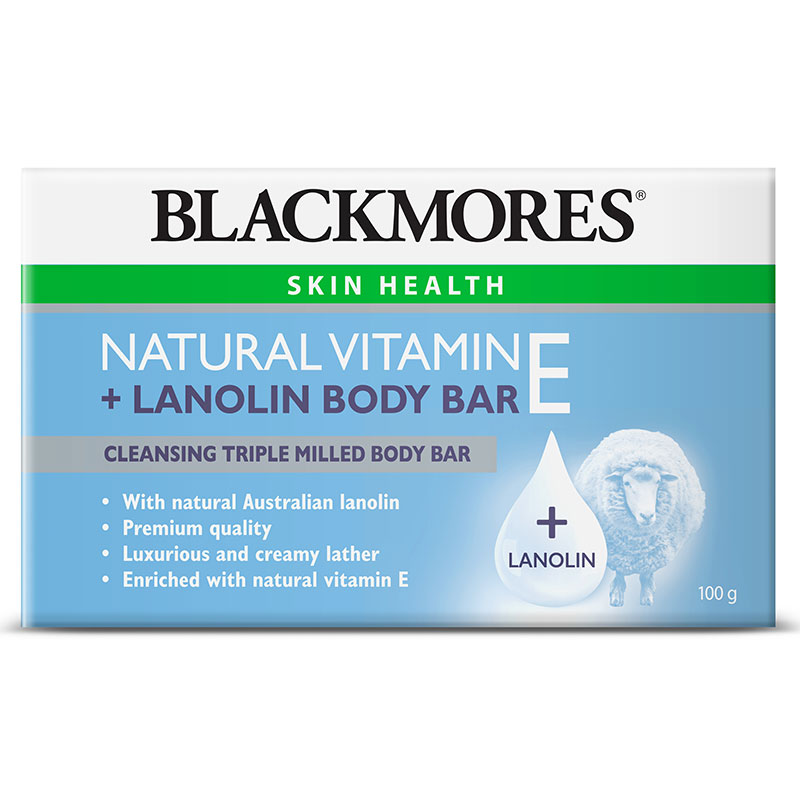 BLACKMORES®
SKIN HEALTH
NATURAL VITAMIN E
+ LANOLIN BODY BAR
CLEANSING TRIPLE MILLED BODY BAR
• With natural Australian lanolin
• Premium quality
• Luxurious and creamy lather
• Enriched with natural vitamin E
+
LANOLIN
100 g